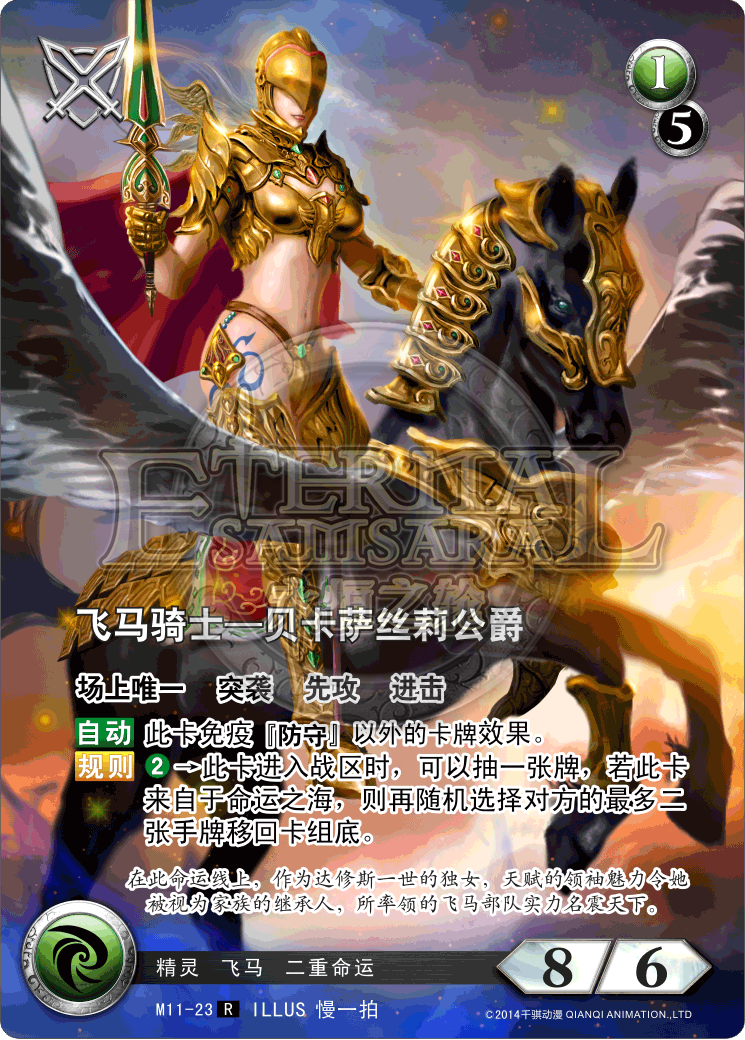 1
5
ETERNAL
SAMSARA
飞马骑士—贝卡萨丝莉公爵
场上唯一 突袭 先攻 进击
自动 此卡免疫『防守』以外的卡牌效果。
规则 2→此卡进入战区时，可以抽一张牌，若此卡
来自于命运之海，则再随机选择对方的最多二
张手牌移回卡组底。
在此命运线上，作为达修斯一世的独女，天赋的领袖魅力令她
被视为家族的继承人，所率领的飞马部队实力名震天下。
精灵 飞马 二重命运
8/6
M11-23 R ILLUS 慢一拍
©2014千骐动漫 QIANQI ANIMATION.,LTD